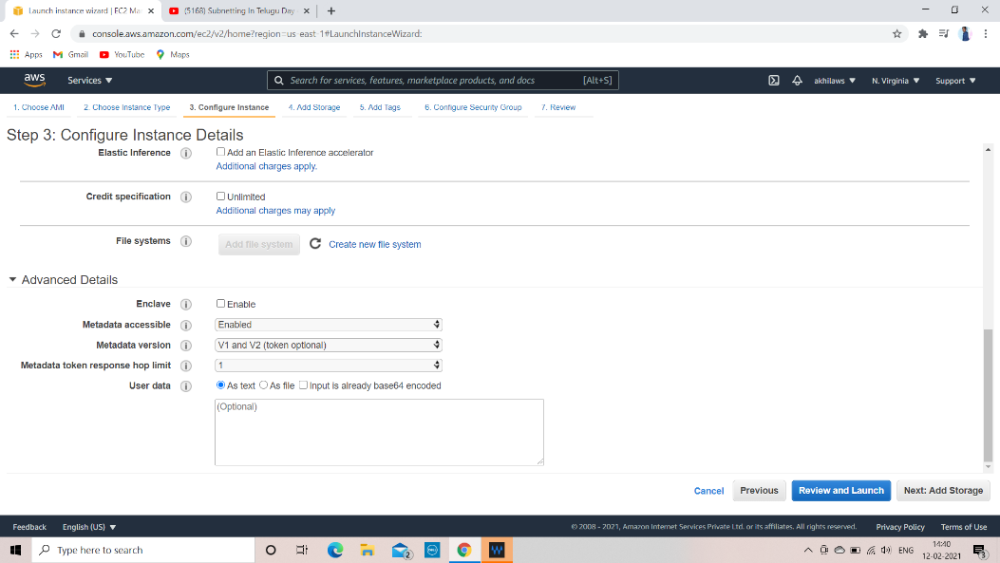 Launch instance wizard | EC2 Ma
(5168) Subnetting In Telugu Day
console.aws.amazon.com/ec2/v2/home?region=us-east-1#LaunchInstanceWizard:
Apps Gmail YouTube Maps
aws Services Search for services, features, marketplace products, and docs [Alt+S] akhilaws N. Virginia Support
1. Choose AMI 2. Choose Instance Type 3. Configure Instance 4. Add Storage 5. Add Tags 6. Configure Security Group 7. Review
Step 3: Configure Instance Details
Elastic Inference Add an Elastic Inference accelerator
Additional charges apply.
Credit specification Unlimited
Additional charges may apply
File systems Add file system Create new file system
Advanced Details
Enclave Enable
Metadata accessible Enabled
Metadata version V1 and V2 (token optional)
Metadata token response hop limit 1
User data As text As file Input is already base64 encoded
(Optional)
Cancel Previous Review and Launch Next: Add Storage
Feedback English (US) © 2008 - 2021, Amazon Internet Services Private Ltd. or its affiliates. All rights reserved. Privacy Policy Terms of Use
Type here to search 2 DELL ENG 14:40
12-02-2021 3